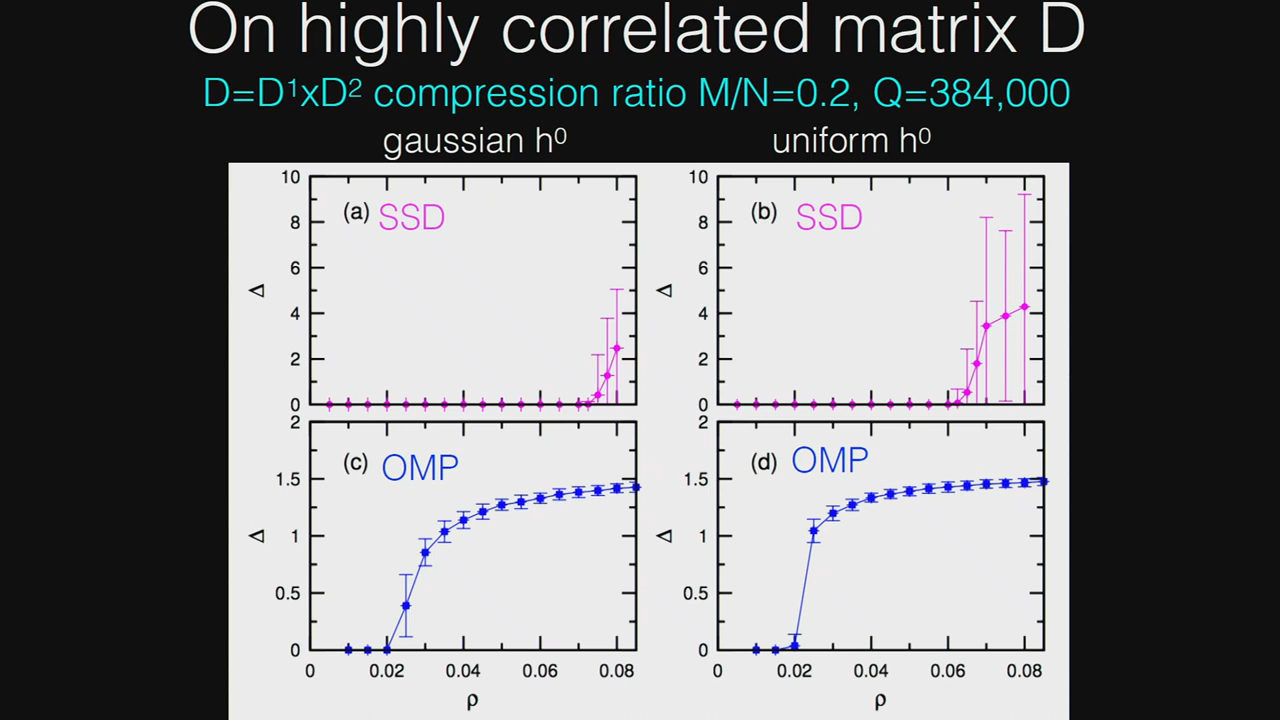 On highly correlated matrix D
D=D¹xD² compression ratio M/N=0.2, Q=384,000
gaussian h⁰ uniform h⁰
10 10
(a) SSD (b) SSD
8 8
6 6
Δ Δ
4 4
2 2
0 0
2 2
(c) OMP (d) OMP
1.5 1.5
Δ Δ
1 1
0.5 0.5
0 0
0 0.02 0.04 0.06 0.08 0 0.02 0.04 0.06 0.08
ρ ρ